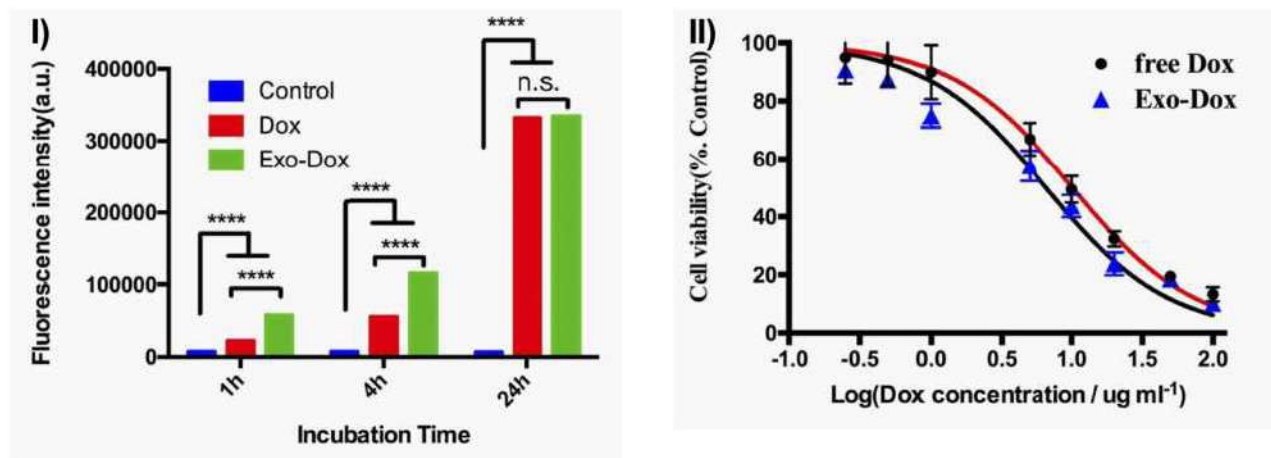 I)
****
400000
n.s.
Control
Dox
Exo-Dox
300000
200000
100000
0
****
****
****
****
Fluorescence intensity(a.u.)
1h
4h
24h
Incubation Time
II)
100
80
60
40
20
0
free Dox
Exo-Dox
Cell viability(%. Control)
-1.0 -0.5 0.0 0.5 1.0 1.5 2.0
Log(Dox concentration / ug ml⁻¹)